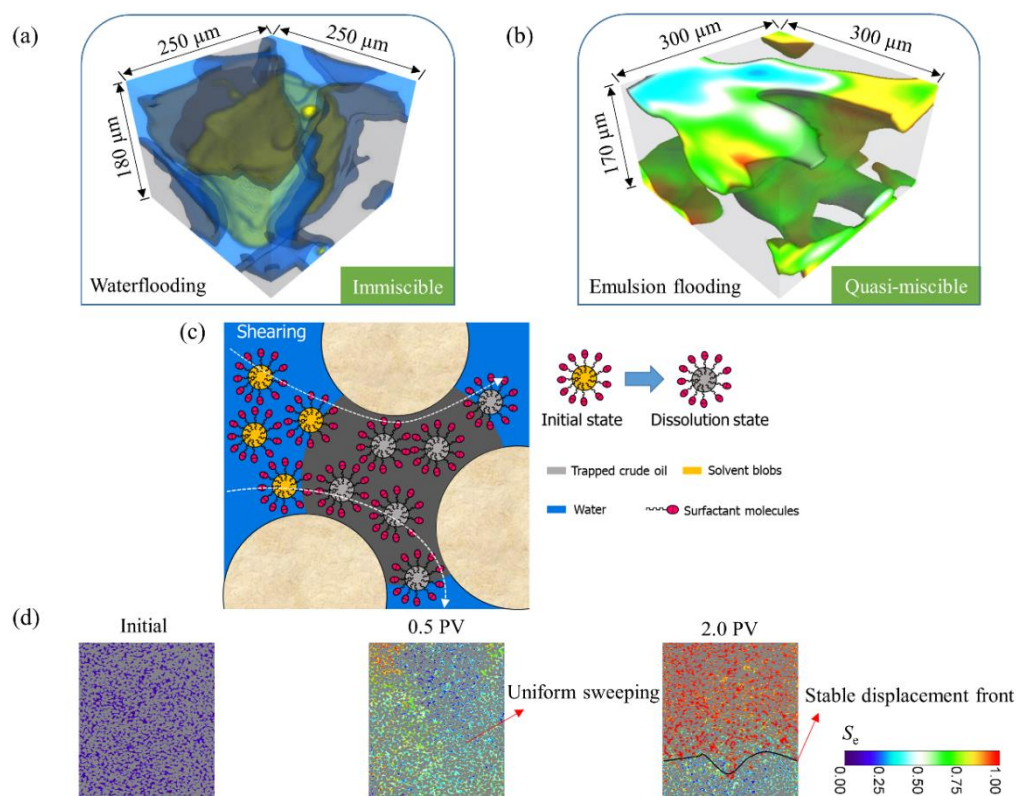 (a)
250 µm
250 µm
180 µm
Waterflooding
Immiscible
(b)
300 µm
300 µm
170 µm
Emulsion flooding
Quasi-miscible
(c)
Shearing
Initial state
Dissolution state
Trapped crude oil
Solvent blobs
Water
Surfactant molecules
(d)
Initial
0.5 PV
2.0 PV
Uniform sweeping
Stable displacement front
Se
0.00
0.25
0.50
0.75
1.00